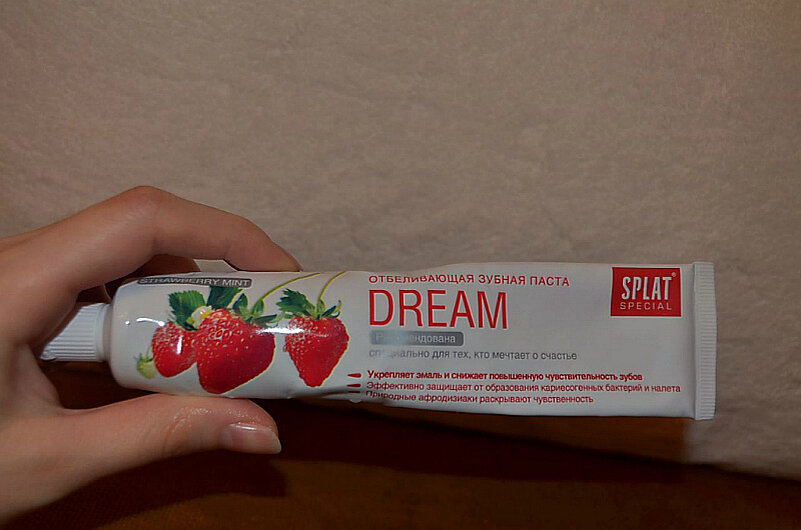 STRAWBERRY MINT
ОТБЕЛИВАЮЩАЯ ЗУБНАЯ ПАСТА
DREAM
Рекомендована
специально для тех, кто мечтает о счастье
Укрепляет эмаль и снижает повышенную чувствительность зубов
Эффективно защищает от образования кариесогенных бактерий и налета
Природные афродизиаки раскрывают чувственность
SPLAT®
SPECIAL